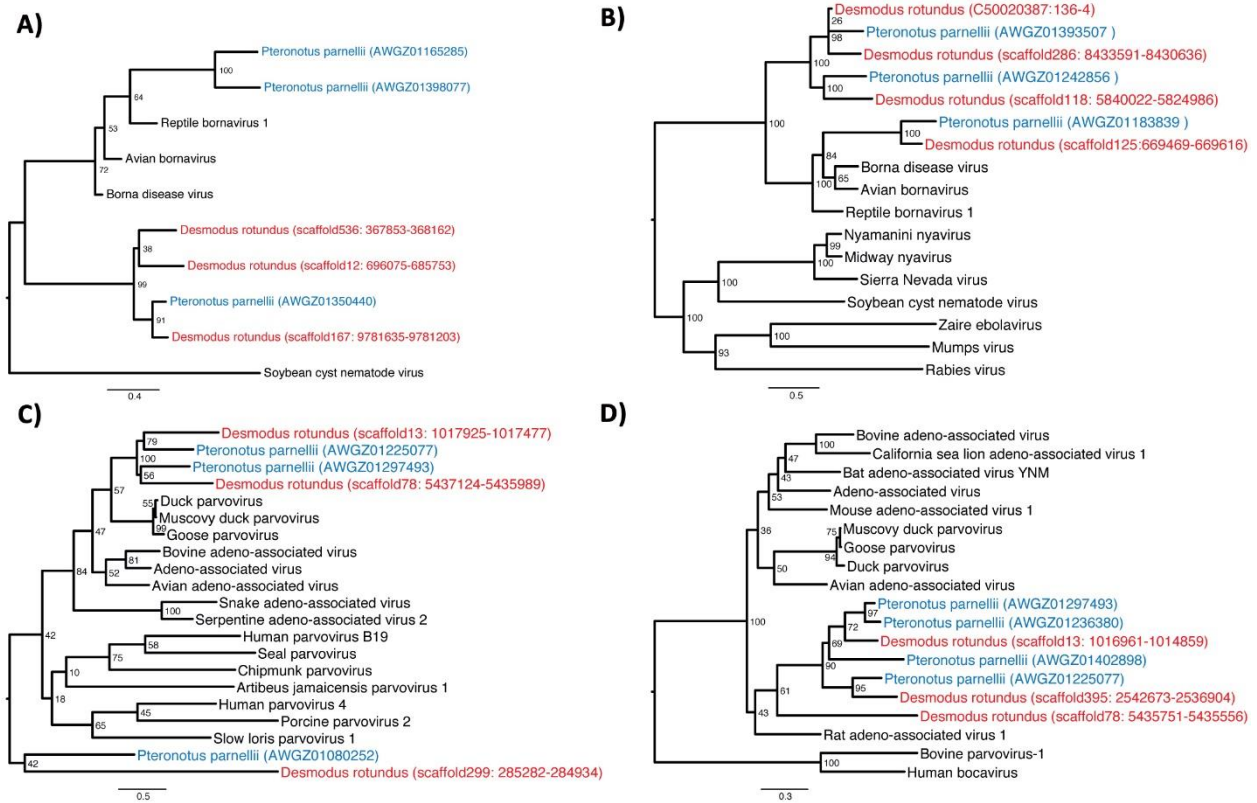 A)
Pteronotus parnellii (AWGZ01165285)
100
Pteronotus parnellii (AWGZ01398077)
64
Reptile bornavirus 1
53
Avian bornavirus
72
Borna disease virus
Desmodus rotundus (scaffold536: 367853-368162)
38
Desmodus rotundus (scaffold12: 696075-685753)
99
Pteronotus parnellii (AWGZ01350440)
91
Desmodus rotundus (scaffold167: 9781635-9781203)
Soybean cyst nematode virus
0.4
B)
Desmodus rotundus (C50020387:136-4)
26
Pteronotus parnellii (AWGZ01393507 )
98
Desmodus rotundus (scaffold286: 8433591-8430636)
Pteronotus parnellii (AWGZ01242856 )
100
Desmodus rotundus (scaffold118: 5840022-5824986)
100
Pteronotus parnellii (AWGZ01183839 )
100
Desmodus rotundus (scaffold125:669469-669616)
84
Borna disease virus
65
100
Avian bornavirus
Reptile bornavirus 1
Nyamanini nyavirus
99
Midway nyavirus
100
Sierra Nevada virus
100
Soybean cyst nematode virus
100
Zaire ebolavirus
100
Mumps virus
93
Rabies virus
0.5
C)
Desmodus rotundus (scaffold13: 1017925-1017477)
79
Pteronotus parnellii (AWGZ01225077)
100
Pteronotus parnellii (AWGZ01297493)
56
Desmodus rotundus (scaffold78: 5437124-5435989)
57
Duck parvovirus
55
Muscovy duck parvovirus
99
Goose parvovirus
47
Bovine adeno-associated virus
81
Adeno-associated virus
52
Avian adeno-associated virus
84
Snake adeno-associated virus
100
Serpentine adeno-associated virus 2
42
Human parvovirus B19
58
Seal parvovirus
75
Chipmunk parvovirus
10
Artibeus jamaicensis parvovirus 1
18
Human parvovirus 4
45
Porcine parvovirus 2
65
Slow loris parvovirus 1
Pteronotus parnellii (AWGZ01080252)
42
Desmodus rotundus (scaffold299: 285282-284934)
0.5
D)
Bovine adeno-associated virus
100
California sea lion adeno-associated virus 1
47
Bat adeno-associated virus YNM
43
Adeno-associated virus
53
Mouse adeno-associated virus 1
36
Muscovy duck parvovirus
75
Goose parvovirus
94
Duck parvovirus
50
Avian adeno-associated virus
100
Pteronotus parnellii (AWGZ01297493)
97
Pteronotus parnellii (AWGZ01236380)
72
Desmodus rotundus (scaffold13: 1016961-1014859)
69
Pteronotus parnellii (AWGZ01402898)
90
Pteronotus parnellii (AWGZ01225077)
95
Desmodus rotundus (scaffold395: 2542673-2536904)
61
Desmodus rotundus (scaffold78: 5435751-5435556)
43
Rat adeno-associated virus 1
Bovine parvovirus-1
100
Human bocavirus
0.3